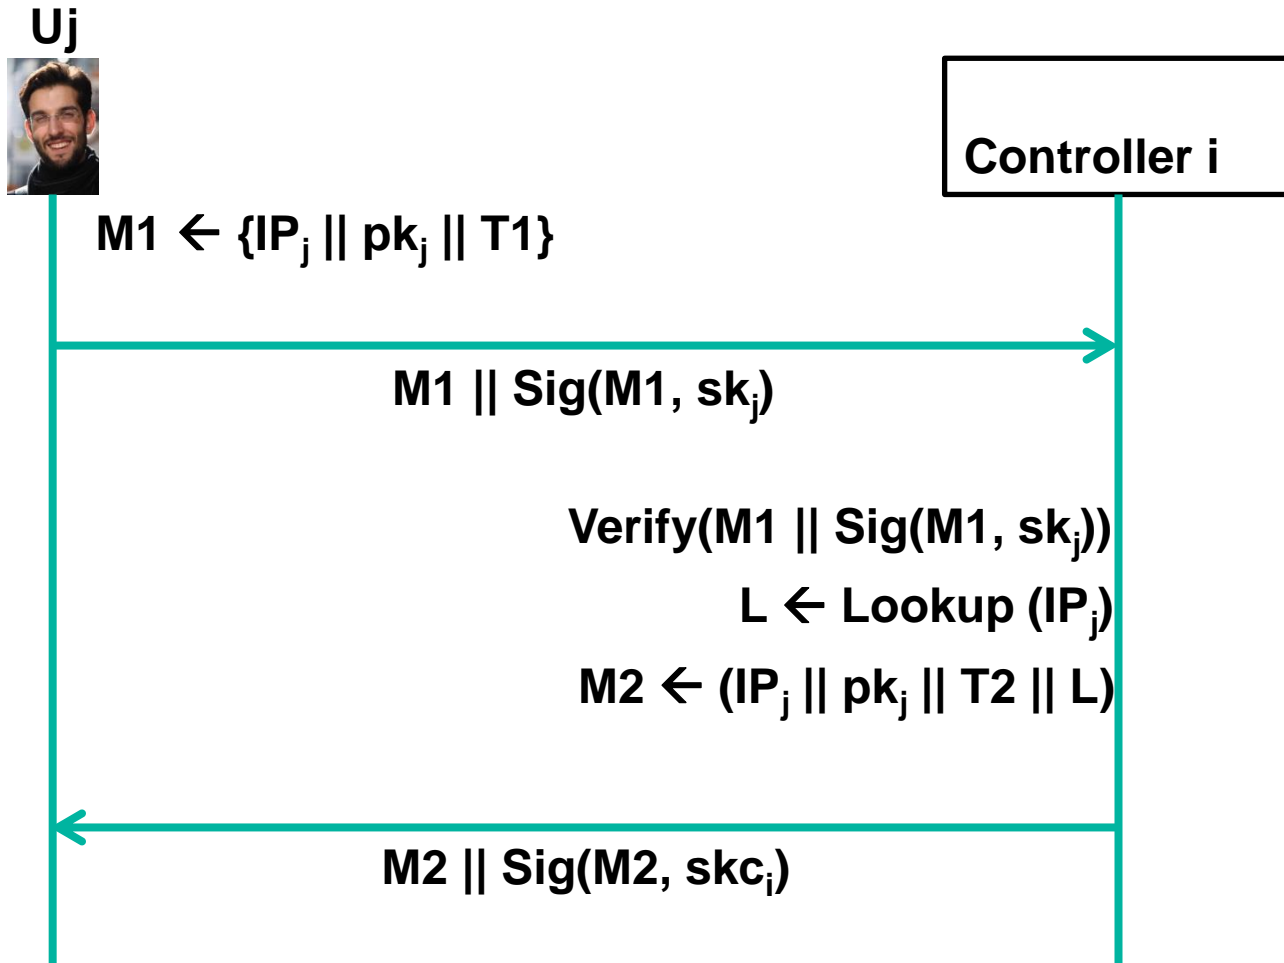 Uj
Controller i
M1 ← {IPj || pkj || T1}
M1 || Sig(M1, skj)
Verify(M1 || Sig(M1, skj))
L ← Lookup (IPj)
M2 ← (IPj || pkj || T2 || L)
M2 || Sig(M2, skci)